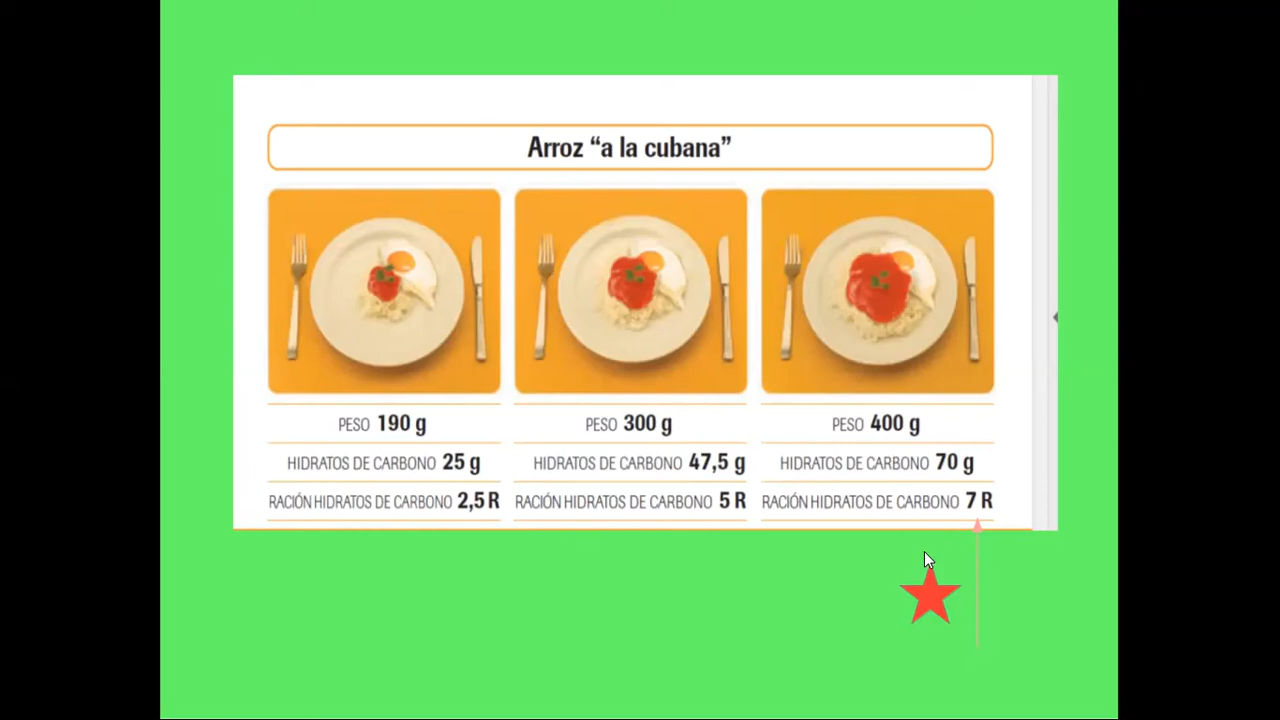 Arroz “a la cubana”
PESO 190 g
HIDRATOS DE CARBONO 25 g
RACIÓN HIDRATOS DE CARBONO 2,5 R
PESO 300 g
HIDRATOS DE CARBONO 47,5 g
RACIÓN HIDRATOS DE CARBONO 5 R
PESO 400 g
HIDRATOS DE CARBONO 70 g
RACIÓN HIDRATOS DE CARBONO 7 R